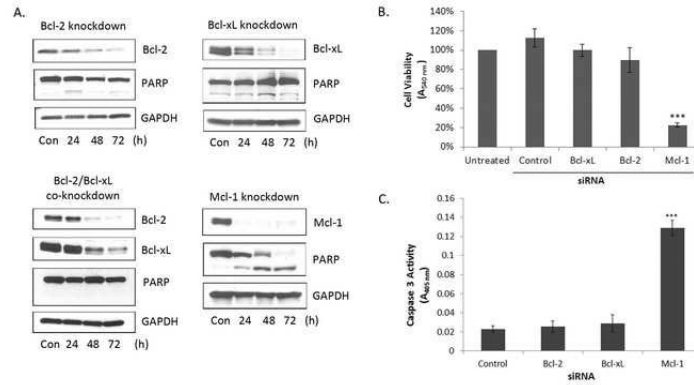 A.
Bcl-2 knockdown
Bcl-2
PARP
GAPDH
Con 24 48 72 (h)
Bcl-xL knockdown
Bcl-xL
PARP
GAPDH
Con 24 48 72 (h)
Bcl-2/Bcl-xL
co-knockdown
Bcl-2
Bcl-xL
PARP
GAPDH
Con 24 48 72 (h)
Mcl-1 knockdown
Mcl-1
PARP
GAPDH
Con 24 48 72 (h)
B.
Cell Viability
(A540 nm)
140%
120%
100%
80%
60%
40%
20%
0%
***
Untreated Control Bcl-xL Bcl-2 Mcl-1
siRNA
C.
Caspase 3 Activity
(A405 nm)
0.16
0.14
0.12
0.1
0.08
0.06
0.04
0.02
0
***
Control Bcl-2 Bcl-xL Mcl-1
siRNA